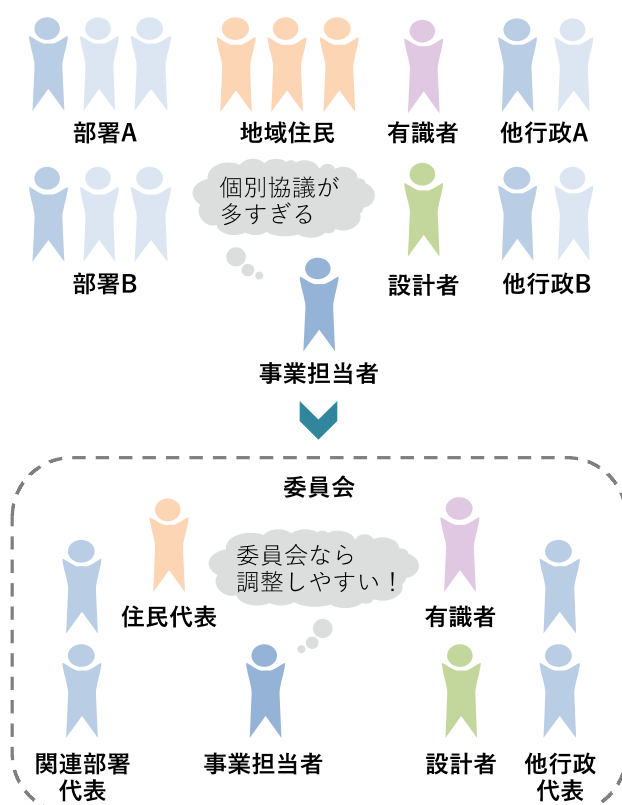 部署A
地域住民
有識者
他行政A
個別協議が
多すぎる
部署B
設計者
他行政B
事業担当者
委員会
委員会なら
調整しやすい！
住民代表
有識者
関連部署
代表
事業担当者
設計者
他行政
代表